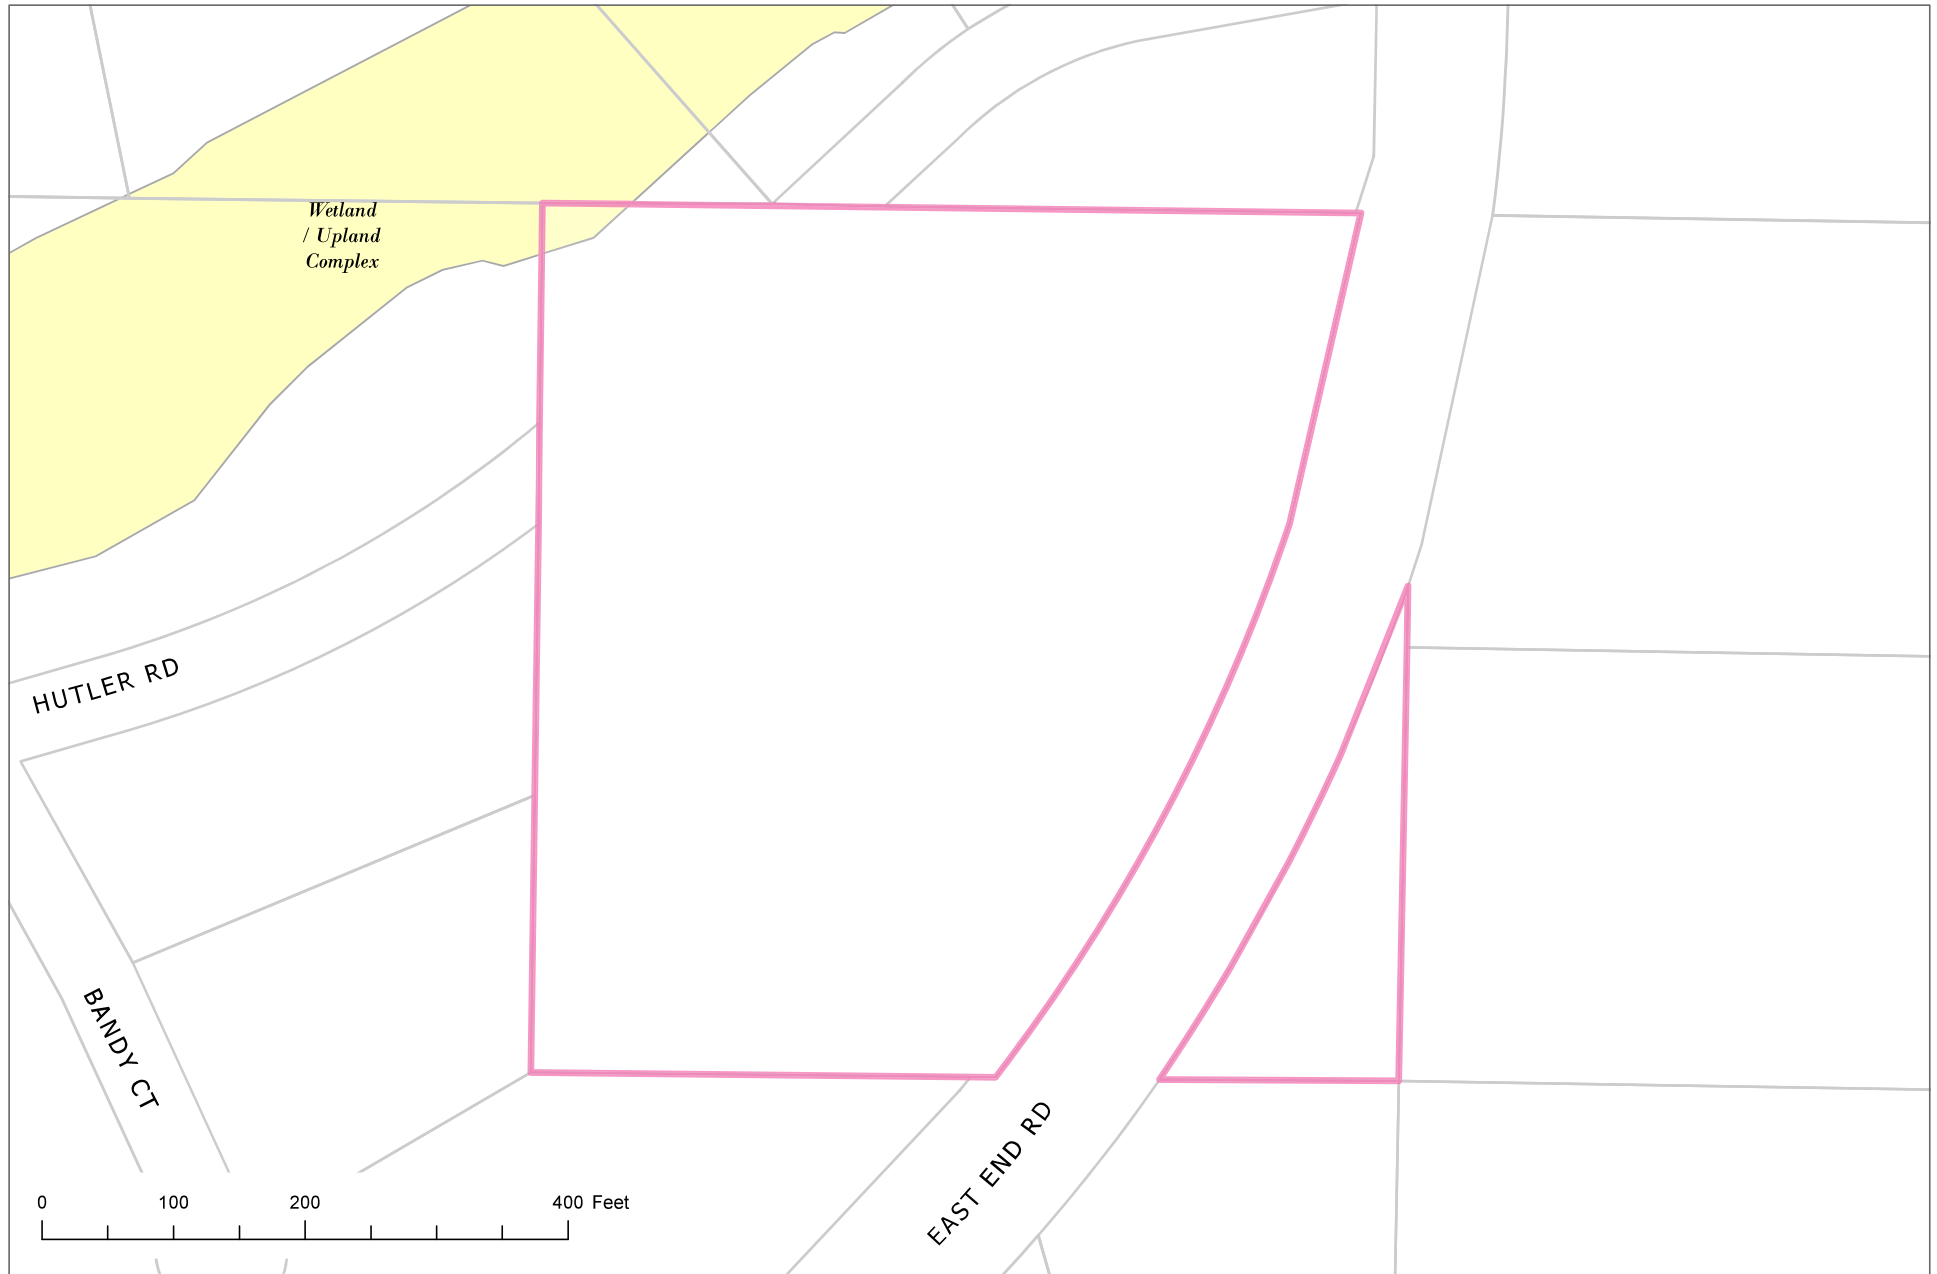 Wetland
/ Upland
Complex
HUTLER RD
BANDY CT
EAST END RD
0 100 200 400 Feet